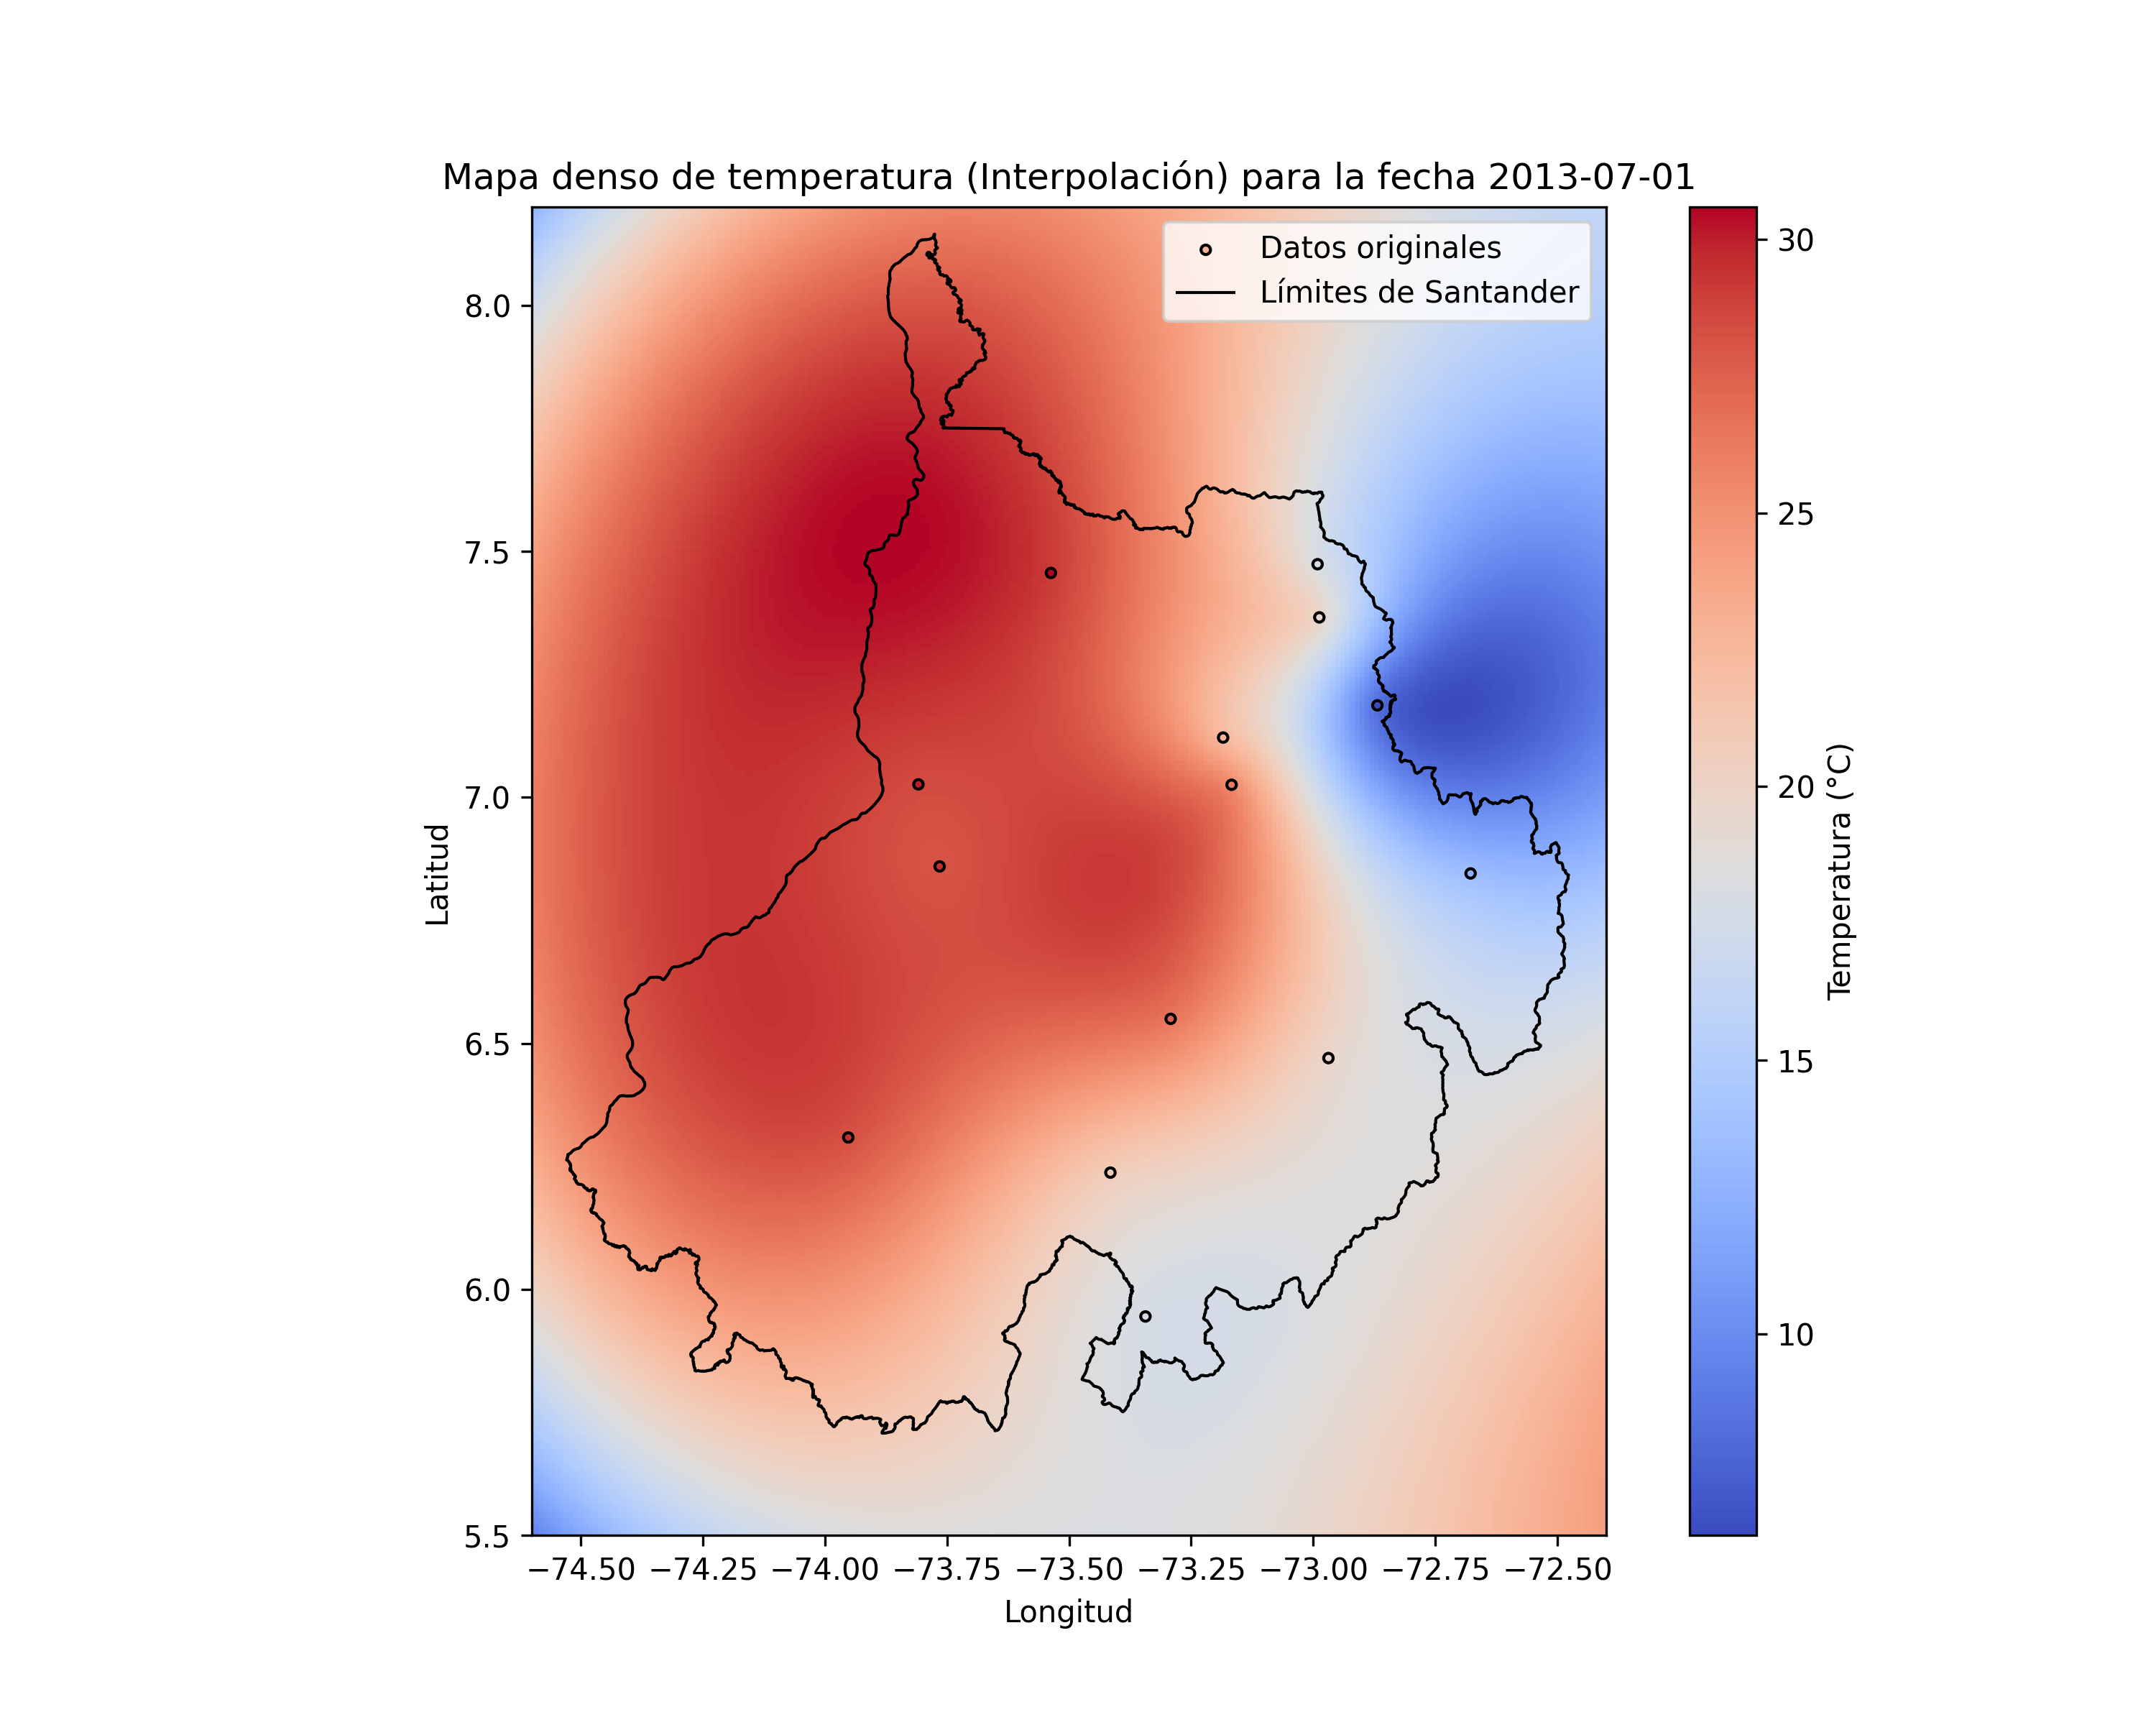 Mapa denso de temperatura (Interpolación) para la fecha 2013-07-01
Datos originales
Límites de Santander
8.0
7.5
7.0
6.5
6.0
5.5
Latitud
−74.50 −74.25 −74.00 −73.75 −73.50 −73.25 −73.00 −72.75 −72.50
Longitud
30
25
20
15
10
Temperatura (°C)